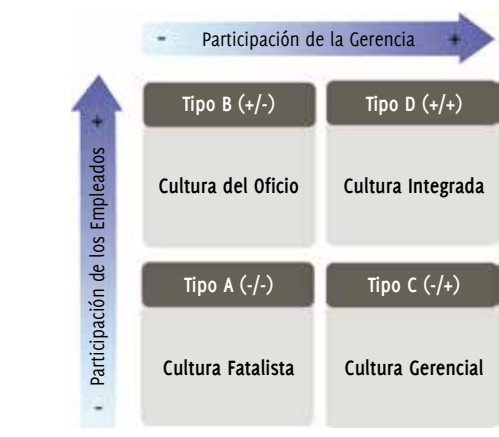 - Participación de la Gerencia +
Tipo B (+/-)
Tipo D (+/+)
Cultura del Oficio
Cultura Integrada
Tipo A (-/-)
Tipo C (-/+)
Cultura Fatalista
Cultura Gerencial
- Participación de los Empleados +